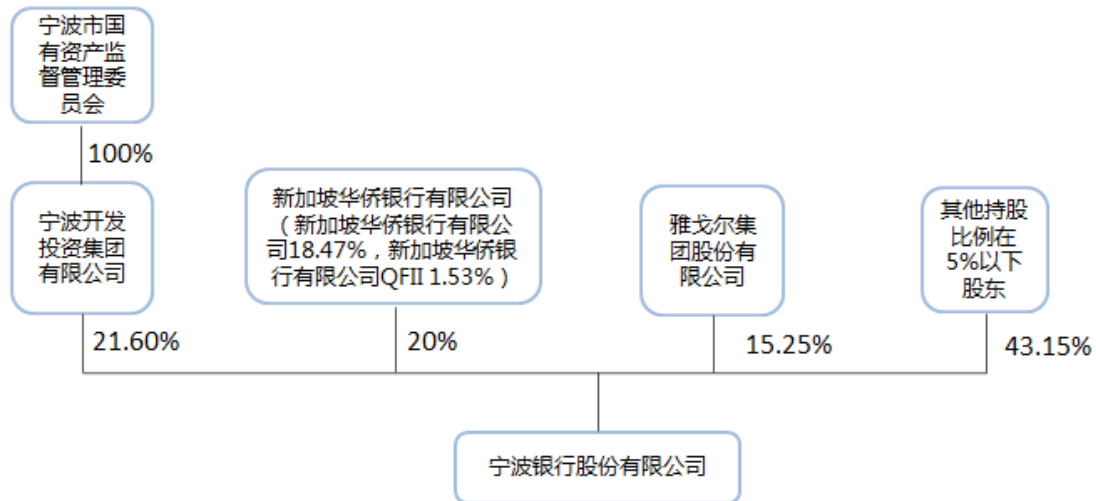 宁波市国
有资产监
督管理委
员会
100%
宁波开发
投资集团
有限公司
新加坡华侨银行有限公司
（新加坡华侨银行有限公
司18.47%，新加坡华侨银
行有限公司QFII 1.53%）
雅戈尔集
团股份有
限公司
其他持股
比例在
5%以下
股东
21.60%
20%
15.25%
43.15%
宁波银行股份有限公司